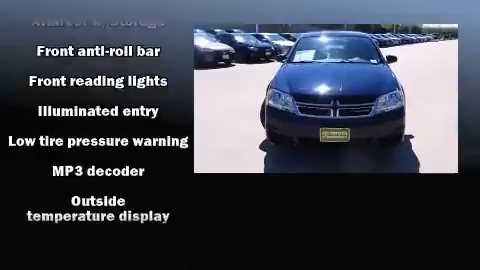 Front anti-roll bar
Front reading lights
Illuminated entry
Low tire pressure warning
MP3 decoder
Outside
temperature display